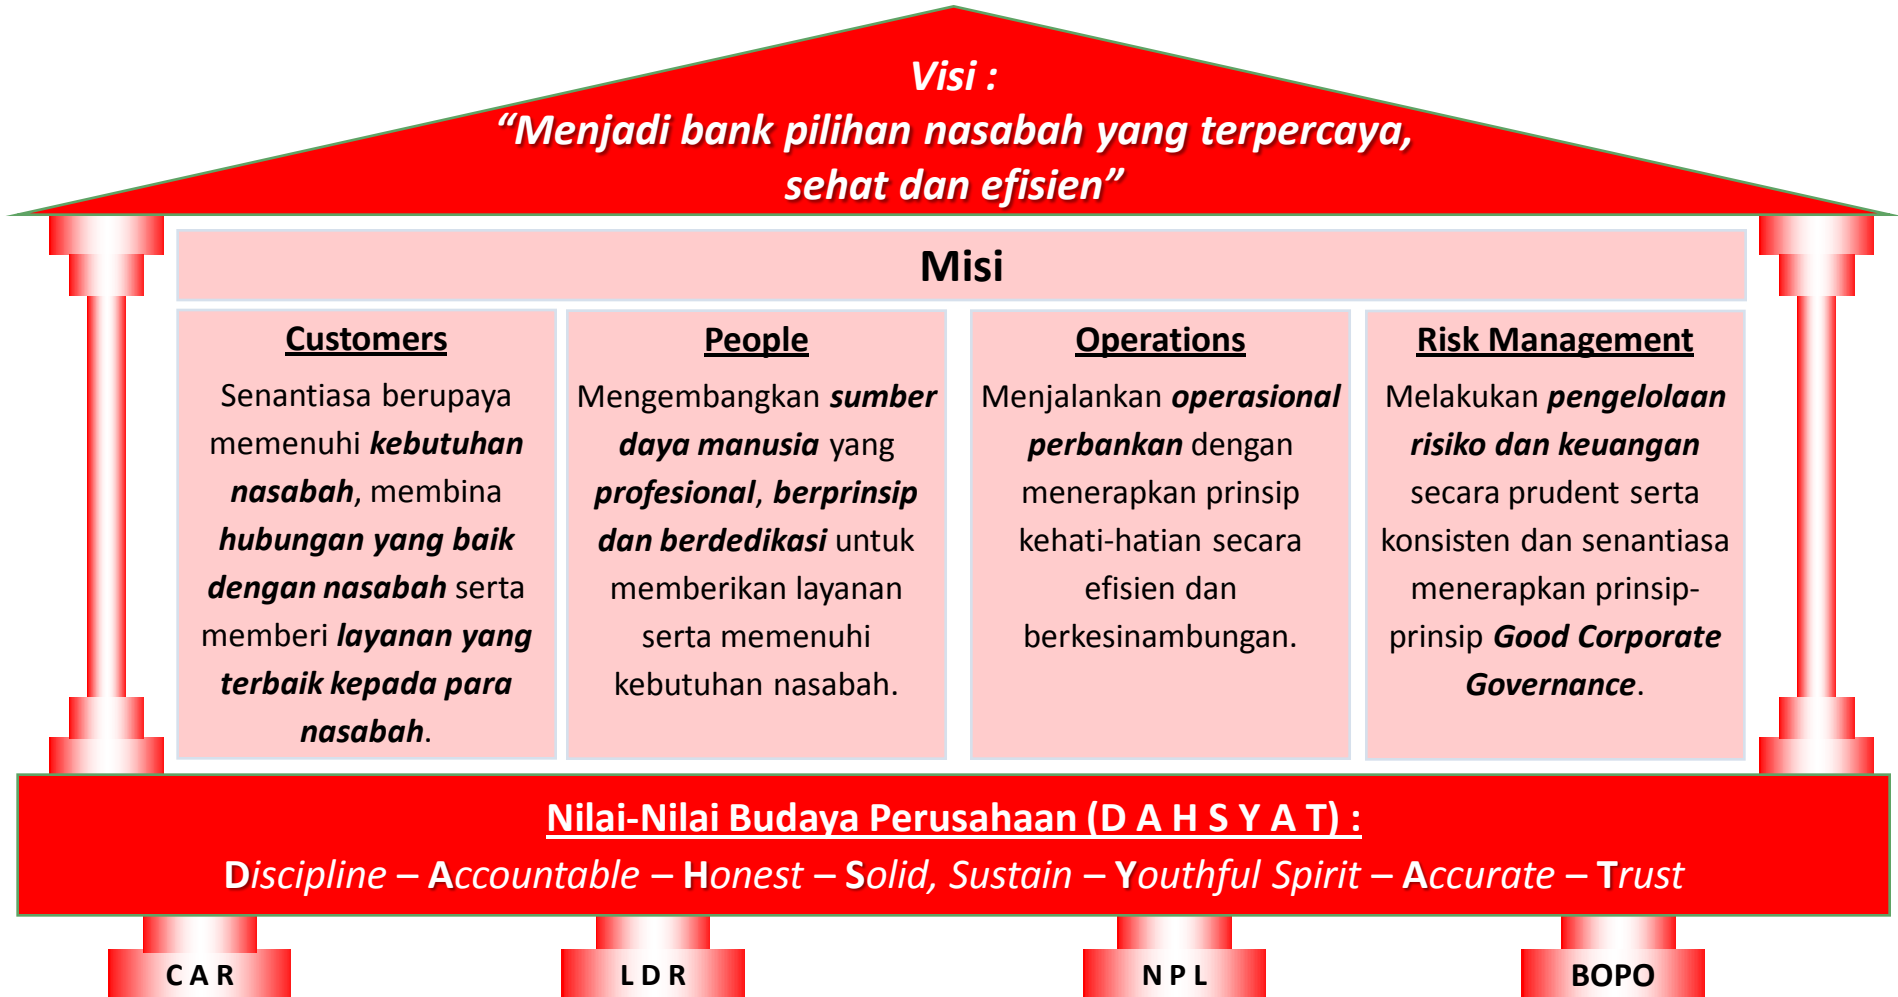 Visi :
“Menjadi bank pilihan nasabah yang terpercaya,
sehat dan efisien”
Misi
Customers
Senantiasa berupaya
memenuhi kebutuhan
nasabah, membina
hubungan yang baik
dengan nasabah serta
memberi layanan yang
terbaik kepada para
nasabah.
People
Mengembangkan sumber
daya manusia yang
profesional, berprinsip
dan berdedikasi untuk
memberikan layanan
serta memenuhi
kebutuhan nasabah.
Operations
Menjalankan operasional
perbankan dengan
menerapkan prinsip
kehati-hatian secara
efisien dan
berkesinambungan.
Risk Management
Melakukan pengelolaan
risiko dan keuangan
secara prudent serta
konsisten dan senantiasa
menerapkan prinsip-
prinsip Good Corporate
Governance.
Nilai-Nilai Budaya Perusahaan (D A H S Y A T) :
Discipline – Accountable – Honest – Solid, Sustain – Youthful Spirit – Accurate – Trust
C A R
L D R
N P L
BOPO